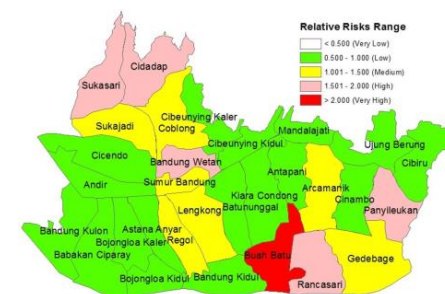 Relative Risks Range
< 0.500 (Very Low)
0.500 - 1.000 (Low)
1.001 - 1.500 (Medium)
1.501 - 2.000 (High)
> 2.000 (Very High)
Cidadap
Sukasari
Cibeunying Kaler
Sukajadi
Coblong
Mandalajati
Cibeunying Kidul
Ujung Berung
Cicendo
Bandung Wetan
Cibiru
Antapani
Andir
Sumur Bandung
Arcamanik
Kiara Condong
Cinambo
Batununggal
Panyileukan
Lengkong
Bandung Kulon
Astana Anyar
Bojongloa Kaler
Regol
Babakan Ciparay
Buah Batu
Gedebage
Bojongloa Kidul
Bandung Kidul
Rancasari